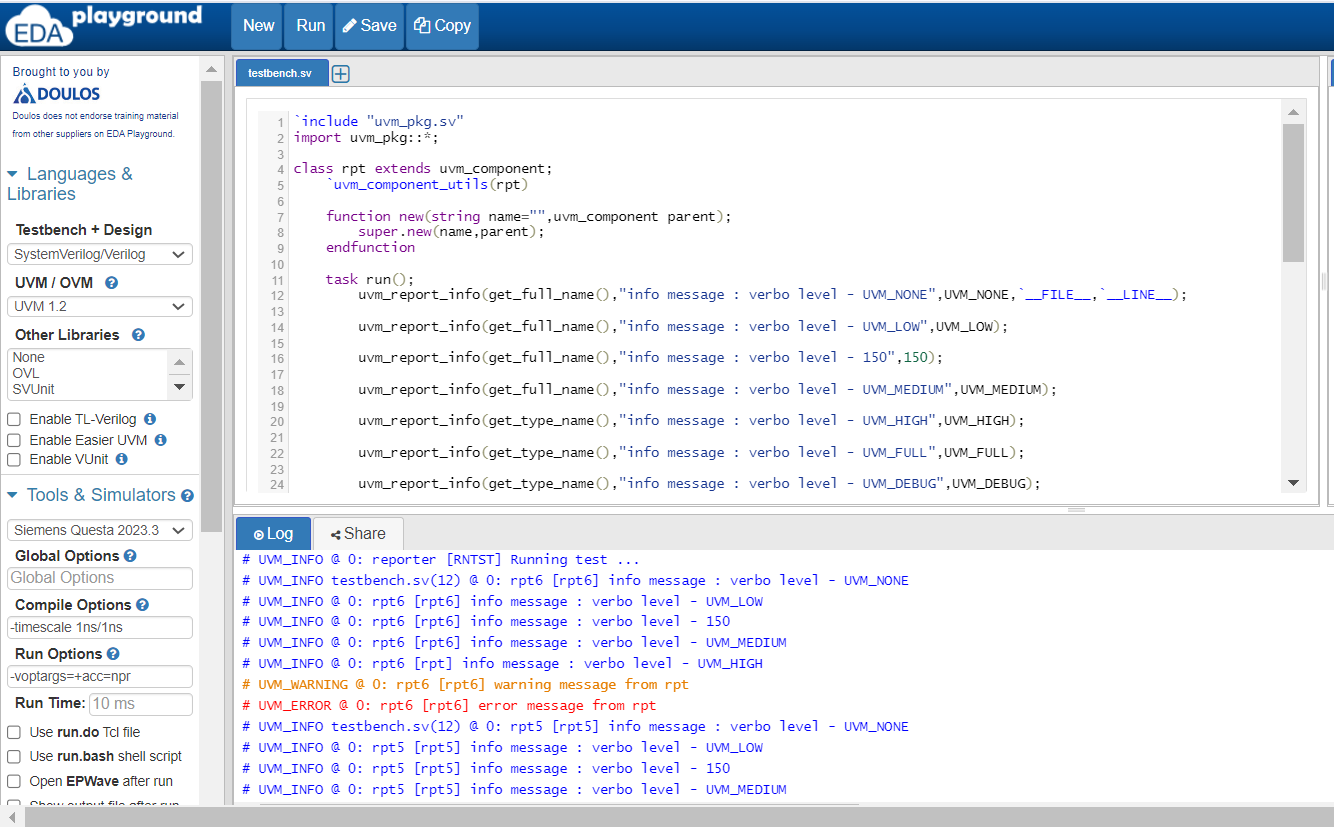 EDA playground
New Run Save Copy
Brought to you by
DOULOS
Doulos does not endorse training material
from other suppliers on EDA Playground.
Languages &
Libraries
Testbench + Design
SystemVerilog/Verilog
UVM / OVM
UVM 1.2
Other Libraries
None
OVL
SVUnit
Enable TL-Verilog
Enable Easier UVM
Enable VUnit
Tools & Simulators
Siemens Questa 2023.3
Global Options
Global Options
Compile Options
-timescale 1ns/1ns
Run Options
-voptargs=+acc=npr
Run Time: 10 ms
Use run.do Tcl file
Use run.bash shell script
Open EPWave after run
Show output file after run
testbench.sv
1 `include "uvm_pkg.sv"
2 import uvm_pkg::*;
3
4 class rpt extends uvm_component;
5 `uvm_component_utils(rpt)
6
7 function new(string name="",uvm_component parent);
8 super.new(name,parent);
9 endfunction
10
11 task run();
12 uvm_report_info(get_full_name(),"info message : verbo level - UVM_NONE",UVM_NONE,`__FILE__,`__LINE__);
13
14 uvm_report_info(get_full_name(),"info message : verbo level - UVM_LOW",UVM_LOW);
15
16 uvm_report_info(get_full_name(),"info message : verbo level - 150",150);
17
18 uvm_report_info(get_full_name(),"info message : verbo level - UVM_MEDIUM",UVM_MEDIUM);
19
20 uvm_report_info(get_type_name(),"info message : verbo level - UVM_HIGH",UVM_HIGH);
21
22 uvm_report_info(get_type_name(),"info message : verbo level - UVM_FULL",UVM_FULL);
23
24 uvm_report_info(get_type_name(),"info message : verbo level - UVM_DEBUG",UVM_DEBUG);
Log Share
# UVM_INFO @ 0: reporter [RNTST] Running test ...
# UVM_INFO testbench.sv(12) @ 0: rpt6 [rpt6] info message : verbo level - UVM_NONE
# UVM_INFO @ 0: rpt6 [rpt6] info message : verbo level - UVM_LOW
# UVM_INFO @ 0: rpt6 [rpt6] info message : verbo level - 150
# UVM_INFO @ 0: rpt6 [rpt6] info message : verbo level - UVM_MEDIUM
# UVM_INFO @ 0: rpt6 [rpt] info message : verbo level - UVM_HIGH
# UVM_WARNING @ 0: rpt6 [rpt6] warning message from rpt
# UVM_ERROR @ 0: rpt6 [rpt6] error message from rpt
# UVM_INFO testbench.sv(12) @ 0: rpt5 [rpt5] info message : verbo level - UVM_NONE
# UVM_INFO @ 0: rpt5 [rpt5] info message : verbo level - UVM_LOW
# UVM_INFO @ 0: rpt5 [rpt5] info message : verbo level - 150
# UVM_INFO @ 0: rpt5 [rpt5] info message : verbo level - UVM_MEDIUM